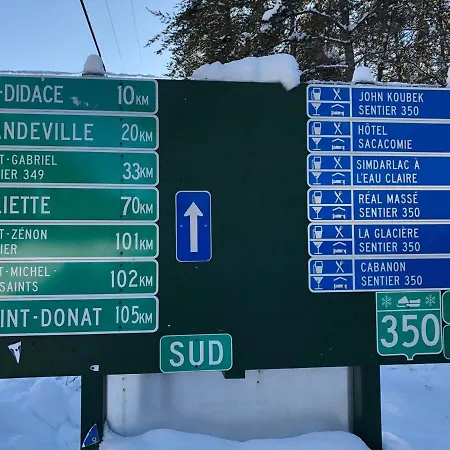 -DIDACE 10KM
ANDEVILLE 20KM
T-GABRIEL
TIER 349 33KM
LIETTE 70KM
T-ZÉNON
IER 101KM
T-MICHEL-
SAINTS 102KM
INT-DONAT 105KM
SUD
JOHN KOUBEK
SENTIER 350
HÔTEL
SACACOMIE
SIMDARLAC À
L'EAU CLAIRE
RÉAL MASSÉ
SENTIER 350
LA GLACIÈRE
SENTIER 350
CABANON
SENTIER 350
350